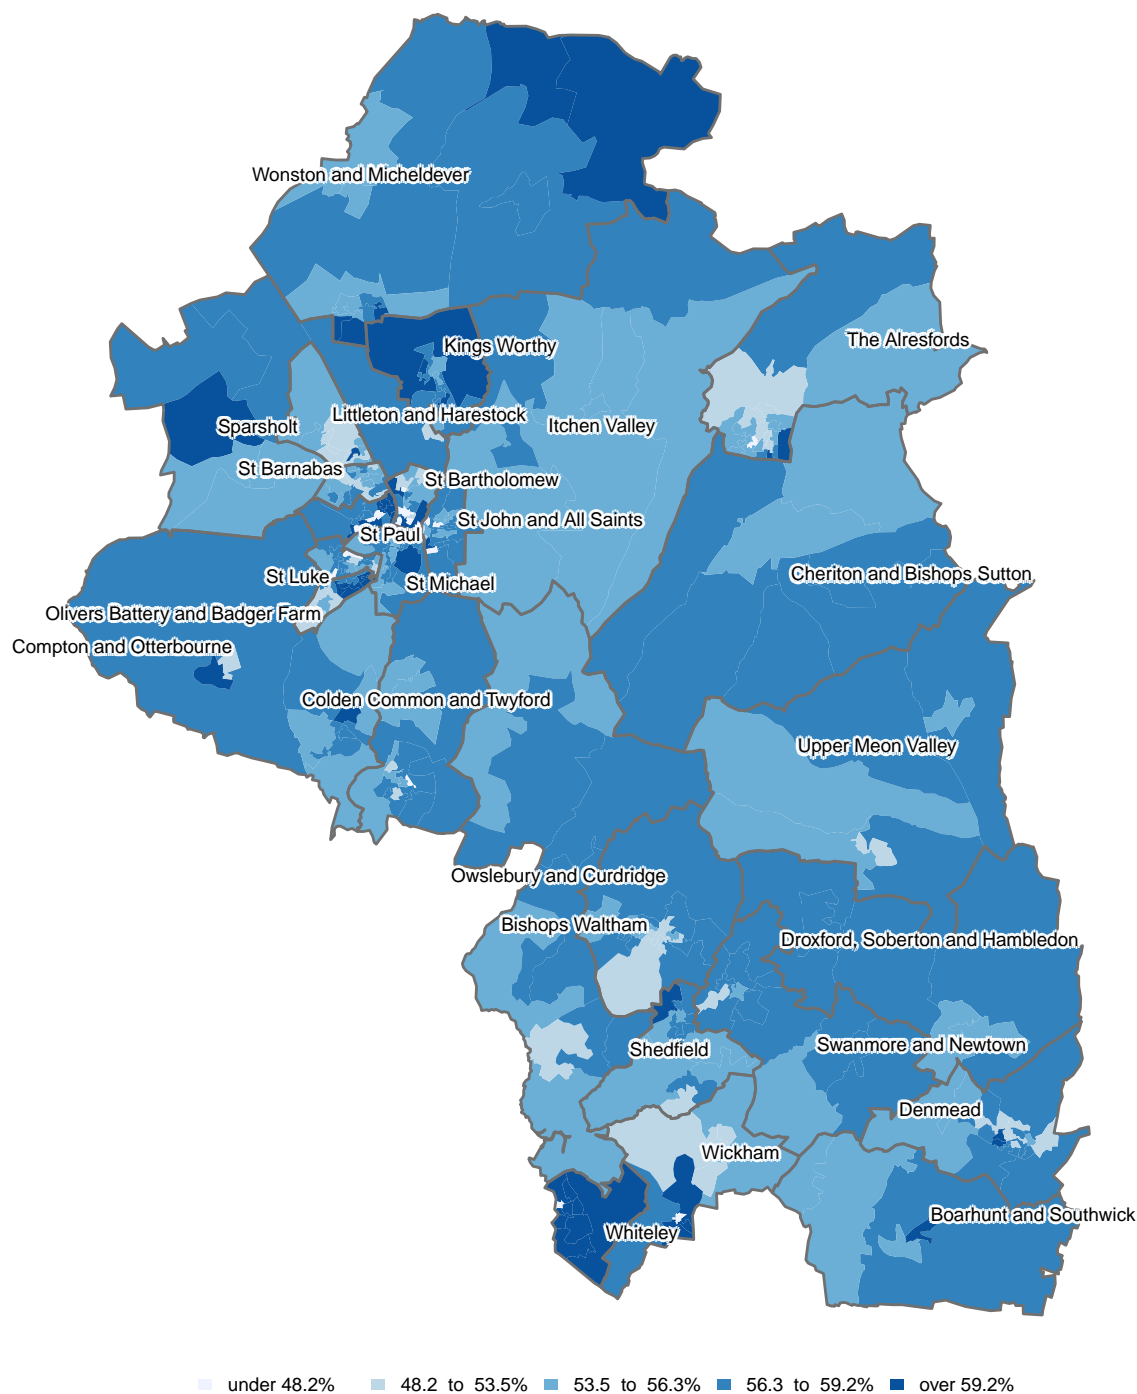 Wonston and Micheldever
The Alresfords
Kings Worthy
Littleton and Harestock
Itchen Valley
Sparsholt
St Barnabas
St Bartholomew
St John and All Saints
St Paul
Cheriton and Bishops Sutton
St Luke
St Michael
Olivers Battery and Badger Farm
Compton and Otterbourne
Colden Common and Twyford
Upper Meon Valley
Owslebury and Curdridge
Bishops Waltham
Droxford, Soberton and Hambledon
Shedfield
Swanmore and Newtown
Denmead
Wickham
Boarhunt and Southwick
Whiteley
under 48.2% 48.2 to 53.5% 53.5 to 56.3% 56.3 to 59.2% over 59.2%